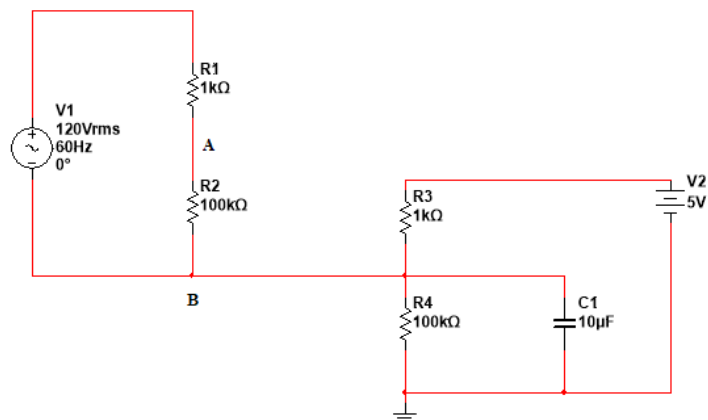 R1
1kΩ
V1
120Vrms
60Hz
0°
A
R2
100kΩ
V2
5V
R3
1kΩ
B
R4
100kΩ
C1
10µF